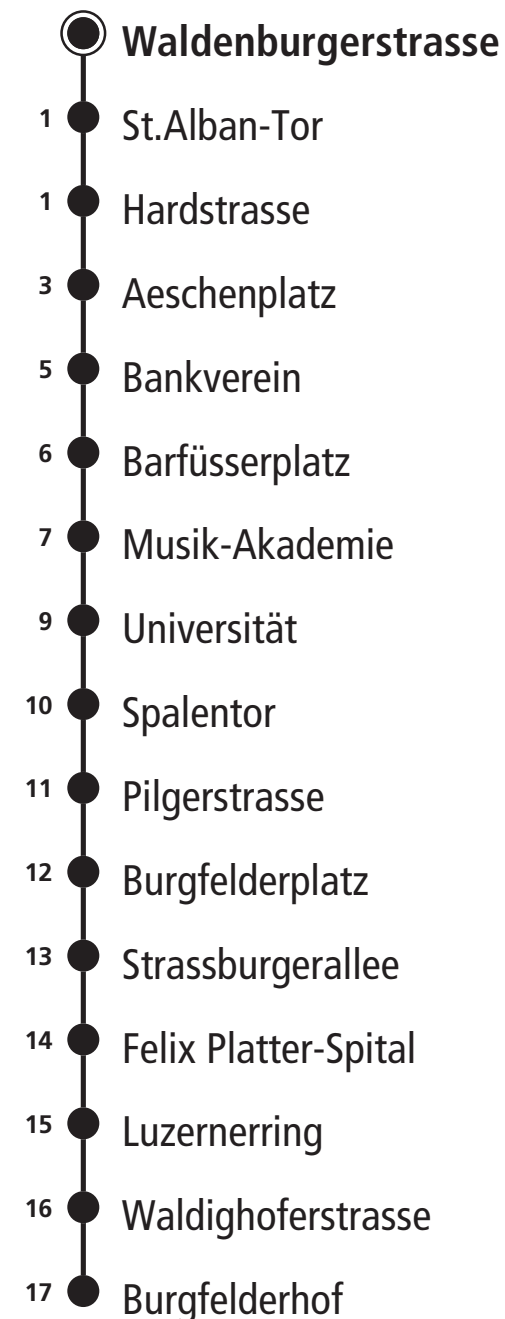 Waldenburgerstrasse
1 St.Alban-Tor
1 Hardstrasse
3 Aeschenplatz
5 Bankverein
6 Barfüsserplatz
7 Musik-Akademie
9 Universität
10 Spalentor
11 Pilgerstrasse
12 Burgfelderplatz
13 Strassburgerallee
14 Felix Platter-Spital
15 Luzernerring
16 Waldighoferstrasse
17 Burgfelderhof